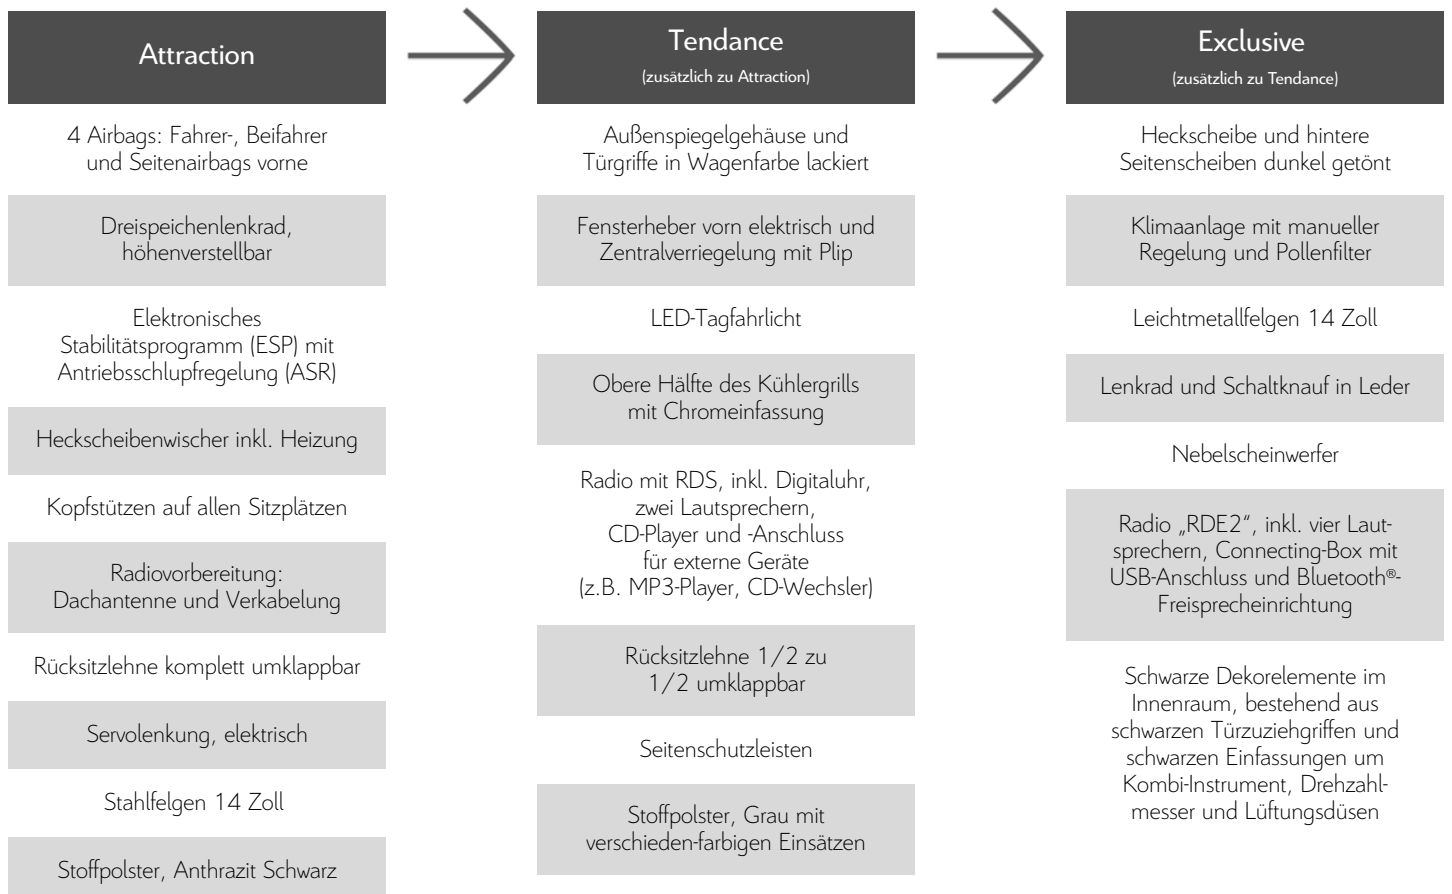 Attraction
4 Airbags: Fahrer-, Beifahrer
und Seitenairbags vorne
Dreispeichenlenkrad,
höhenverstellbar
Elektronisches
Stabilitätsprogramm (ESP) mit
Antriebsschlupfregelung (ASR)
Heckscheibenwischer inkl. Heizung
Kopfstützen auf allen Sitzplätzen
Radiovorbereitung:
Dachantenne und Verkabelung
Rücksitzlehne komplett umklappbar
Servolenkung, elektrisch
Stahlfelgen 14 Zoll
Stoffpolster, Anthrazit Schwarz
Tendance
(zusätzlich zu Attraction)
Außenspiegelgehäuse und
Türgriffe in Wagenfarbe lackiert
Fensterheber vorn elektrisch und
Zentralverriegelung mit Plip
LED-Tagfahrlicht
Obere Hälfte des Kühlergrills
mit Chromeinfassung
Radio mit RDS, inkl. Digitaluhr,
zwei Lautsprechern,
CD-Player und -Anschluss
für externe Geräte
(z.B. MP3-Player, CD-Wechsler)
Rücksitzlehne 1/2 zu
1/2 umklappbar
Seitenschutzleisten
Stoffpolster, Grau mit
verschieden-farbigen Einsätzen
Exclusive
(zusätzlich zu Tendance)
Heckscheibe und hintere
Seitenscheiben dunkel getönt
Klimaanlage mit manueller
Regelung und Pollenfilter
Leichtmetallfelgen 14 Zoll
Lenkrad und Schaltknauf in Leder
Nebelscheinwerfer
Radio „RDE2“, inkl. vier Laut-
sprechern, Connecting-Box mit
USB-Anschluss und Bluetooth®-
Freisprecheinrichtung
Schwarze Dekorelemente im
Innenraum, bestehend aus
schwarzen Türzuziehgriffen und
schwarzen Einfassungen um
Kombi-Instrument, Drehzahl-
messer und Lüftungsdüsen